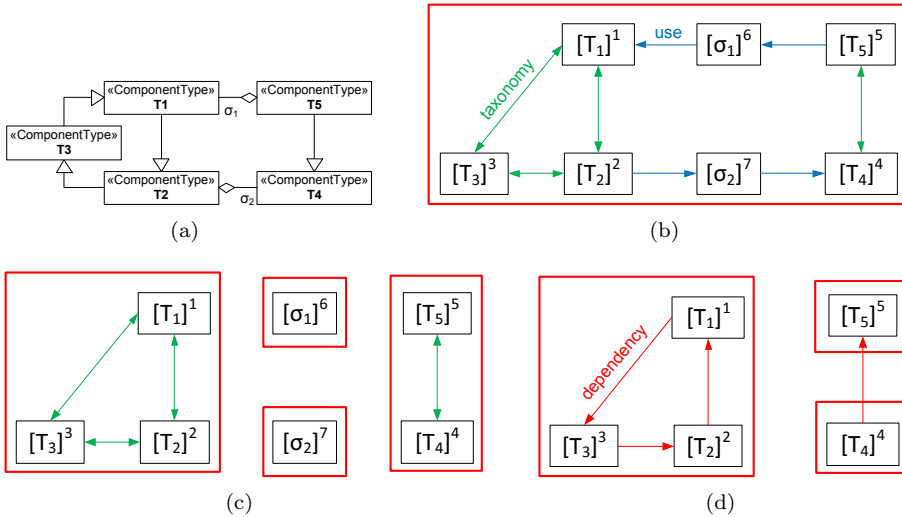 «ComponentType»
T1
«ComponentType»
T5
σ₁
«ComponentType»
T3
«ComponentType»
T2
«ComponentType»
T4
σ₂
(a)
[T₁]¹
use
[σ₁]⁶
[T₅]⁵
taxonomy
[T₃]³
[T₂]²
[σ₂]⁷
[T₄]⁴
(b)
[T₁]¹
[σ₁]⁶
[T₅]⁵
[T₃]³
[T₂]²
[σ₂]⁷
[T₄]⁴
(c)
[T₁]¹
[T₅]⁵
dependency
[T₃]³
[T₂]²
[T₄]⁴
(d)